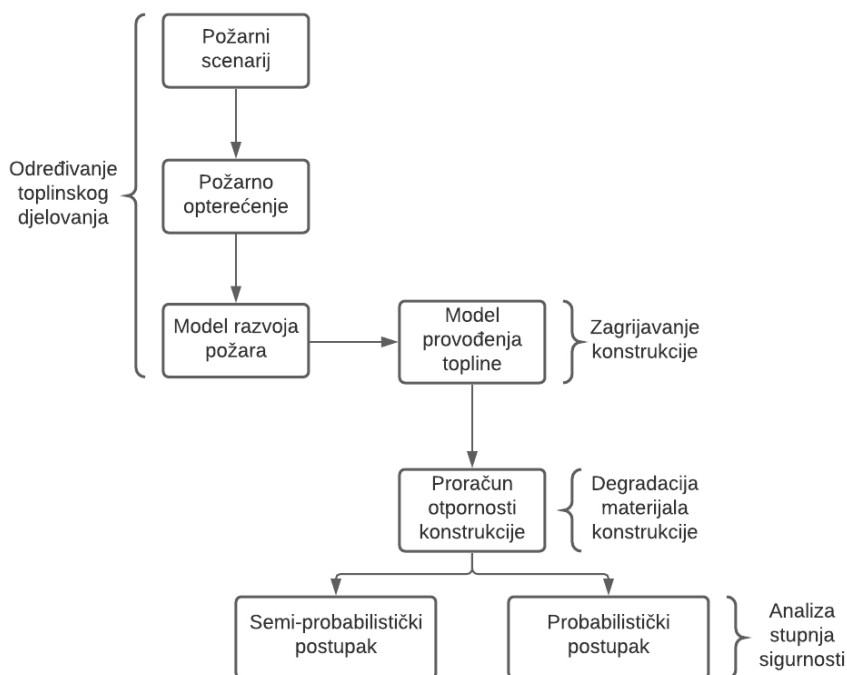 Požarni
scenarij
Određivanje
toplinskog
djelovanja
Požarno
opterećenje
Model razvoja
požara
Model
provođenja
topline
Zagrijavanje
konstrukcije
Proračun
otpornosti
konstrukcije
Degradacija
materijala
konstrukcije
Semi-probabilistički
postupak
Probabilistički
postupak
Analiza
stupnja
sigurnosti